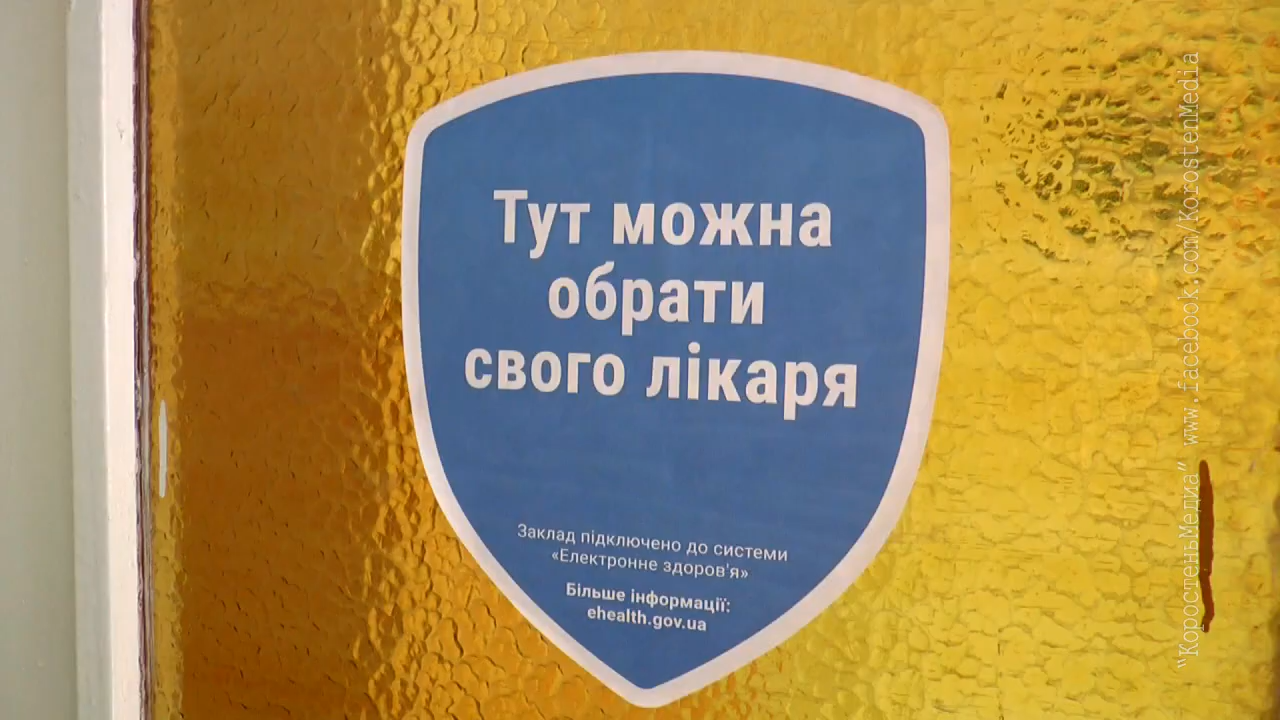 Тут можна
обрати
свого лікаря
Заклад підключено до системи
«Електронне здоров'я»
Більше інформації:
ehealth.gov.ua
"КоростеньМедиа" www.facebook.com/KorostenMedia